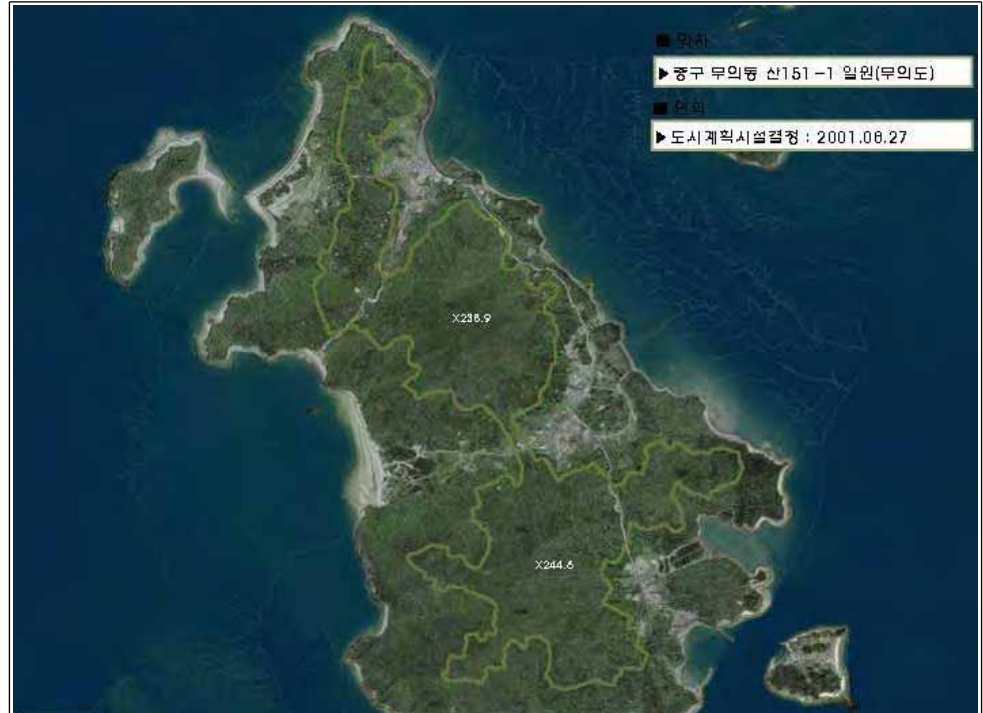 ■ 위치
▶중구 무의동 산151-1 일원(무의도)
■ 연혁
▶도시계획시설결정 : 2001.08.27
X238.9
X244.6